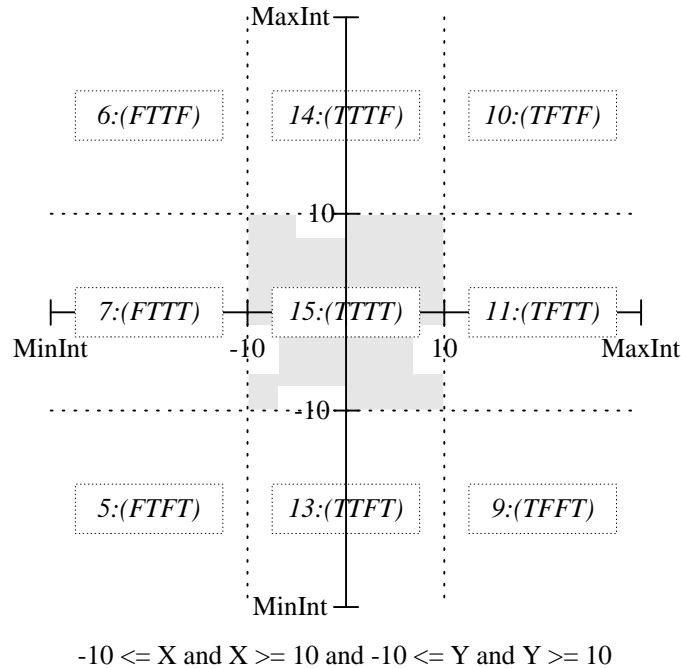 MaxInt
6:(FTTF) 14:(TTTF) 10:(TFTF)
10
7:(FTTT) 15:(TTTT) 11:(TFTT)
MinInt -10 10 MaxInt
-10
5:(FTFT) 13:(TTFT) 9:(TFFT)
MinInt
-10 <= X and X >= 10 and -10 <= Y and Y >= 10